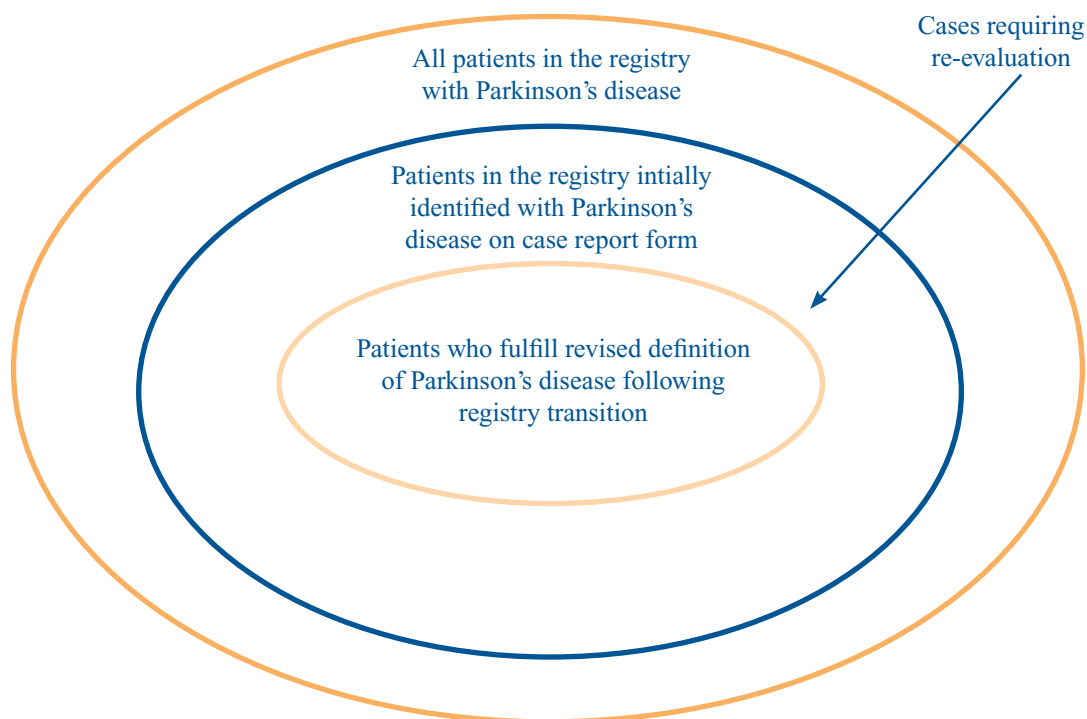 Cases requiring
re-evaluation
All patients in the registry
with Parkinson’s disease
Patients in the registry intially
identified with Parkinson’s
disease on case report form
Patients who fulfill revised definition
of Parkinson’s disease following
registry transition